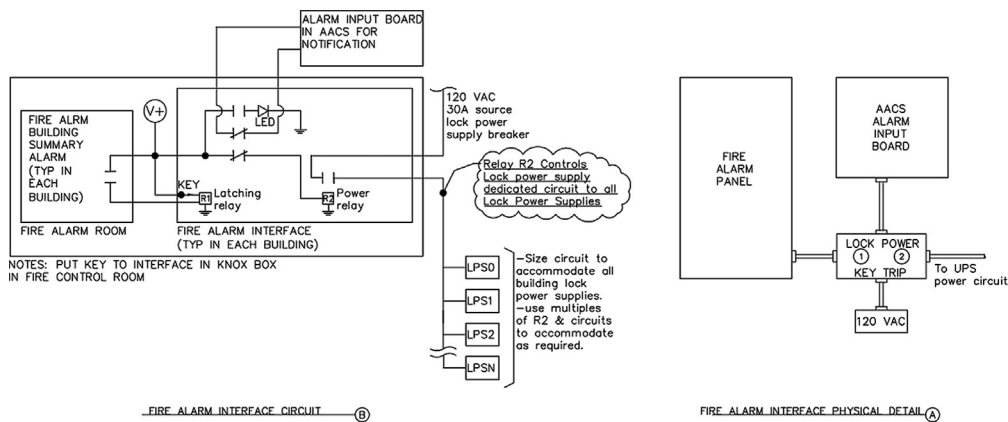 ALARM INPUT BOARD
IN AACS FOR
NOTIFICATION
FIRE ALRM
BUILDING
SUMMARY
ALARM
(TYP IN
EACH
BUILDING)
V+
LED
KEY
R1
Latching
relay
R2
Power
relay
FIRE ALARM ROOM
FIRE ALARM INTERFACE
(TYP IN EACH BUILDING)
NOTES: PUT KEY TO INTERFACE IN KNOX BOX
IN FIRE CONTROL ROOM
120 VAC
30A source
lock power
supply breaker
Relay R2 Controls
Lock power supply
dedicated circuit to all
Lock Power Supplies
LPS0
LPS1
LPS2
LPSN
-Size circuit to
accommodate all
building lock
power supplies.
-use multiples
of R2 & circuits
to accommodate
as required.
FIRE ALARM INTERFACE CIRCUIT
B
FIRE
ALARM
PANEL
AACS
ALARM
INPUT
BOARD
LOCK POWER
1 2
KEY TRIP
To UPS
power circuit
120 VAC
FIRE ALARM INTERFACE PHYSICAL DETAIL
A